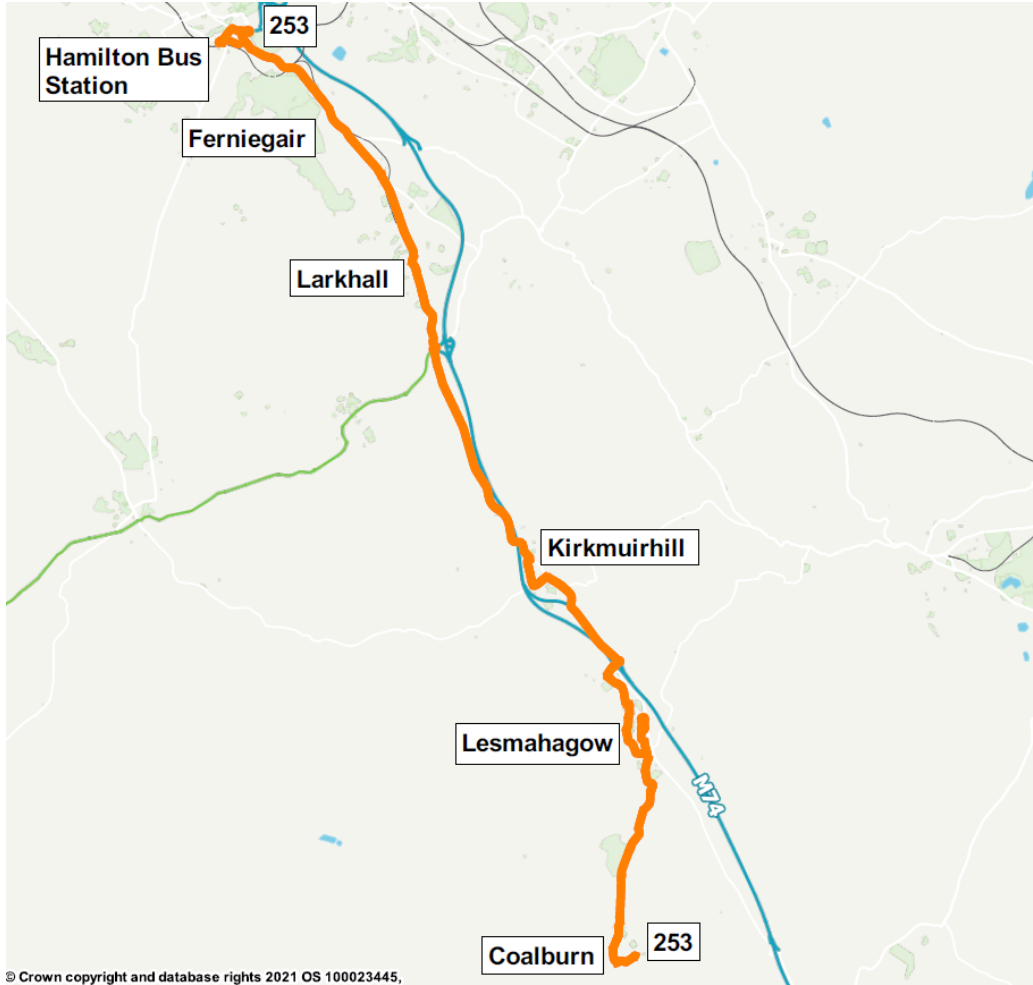 253
Hamilton Bus
Station
Ferniegair
Larkhall
Kirkmuirhill
Lesmahagow
M74
Coalburn
253
© Crown copyright and database rights 2021 OS 100023445,